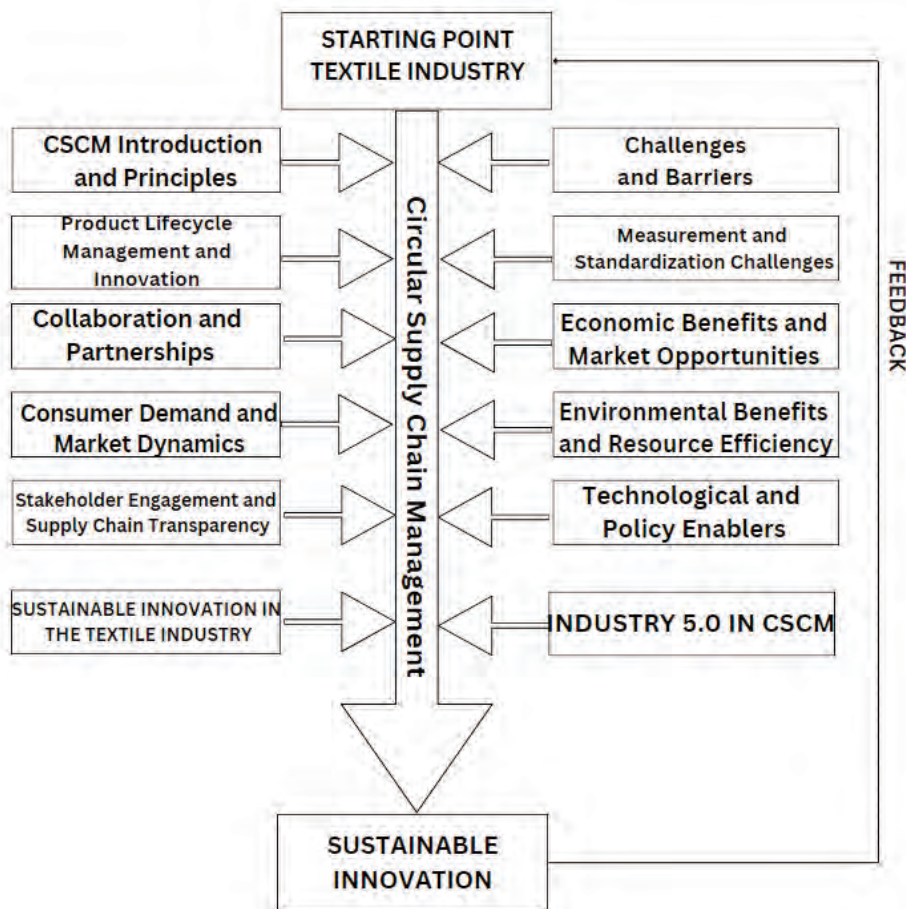 STARTING POINT
TEXTILE INDUSTRY
CSCM Introduction
and Principles
Challenges
and Barriers
Product Lifecycle
Management and
Innovation
Measurement and
Standardization Challenges
Collaboration and
Partnerships
Economic Benefits and
Market Opportunities
Consumer Demand and
Market Dynamics
Environmental Benefits
and Resource Efficiency
Stakeholder Engagement and
Supply Chain Transparency
Technological and
Policy Enablers
SUSTAINABLE INNOVATION IN
THE TEXTILE INDUSTRY
INDUSTRY 5.0 IN CSCM
Circular Supply Chain Management
FEEDBACK
SUSTAINABLE
INNOVATION